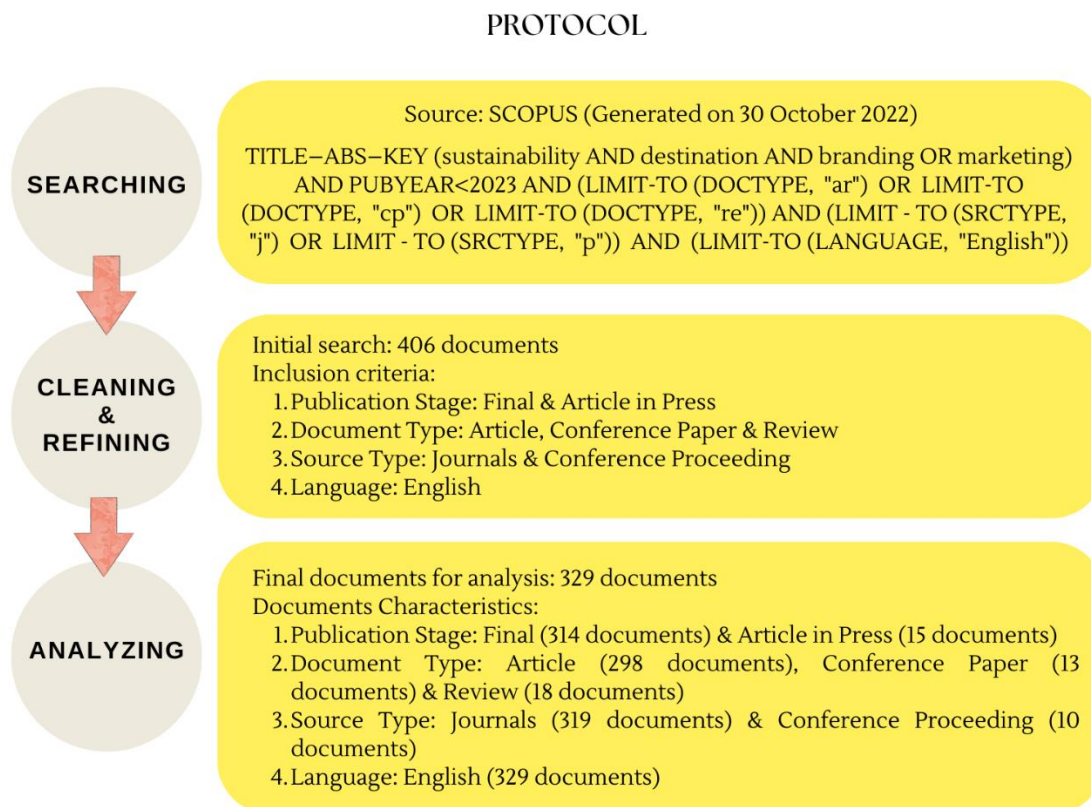 PROTOCOL
SEARCHING
Source: SCOPUS (Generated on 30 October 2022)
TITLE–ABS–KEY (sustainability AND destination AND branding OR marketing)
AND PUBYEAR<2023 AND (LIMIT-TO (DOCTYPE, "ar") OR LIMIT-TO
(DOCTYPE, "cp") OR LIMIT-TO (DOCTYPE, "re")) AND (LIMIT - TO (SRCTYPE,
"j") OR LIMIT - TO (SRCTYPE, "p")) AND (LIMIT-TO (LANGUAGE, "English"))
CLEANING
&
REFINING
Initial search: 406 documents
Inclusion criteria:
1. Publication Stage: Final & Article in Press
2. Document Type: Article, Conference Paper & Review
3. Source Type: Journals & Conference Proceeding
4. Language: English
ANALYZING
Final documents for analysis: 329 documents
Documents Characteristics:
1. Publication Stage: Final (314 documents) & Article in Press (15 documents)
2. Document Type: Article (298 documents), Conference Paper (13
documents) & Review (18 documents)
3. Source Type: Journals (319 documents) & Conference Proceeding (10
documents)
4. Language: English (329 documents)